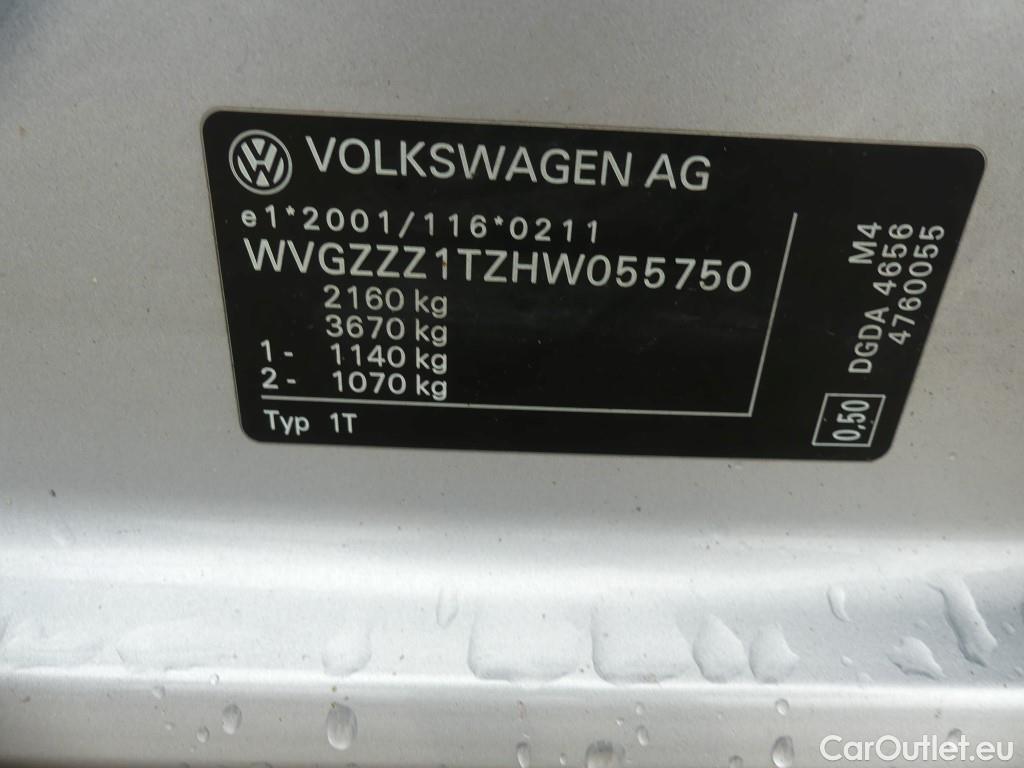 VOLKSWAGEN AG
e1*2001/116*0211
WVGZZZ1TZHW055750
2160 kg
3670 kg
1- 1140 kg
2- 1070 kg
Typ 1T
M4
DGDA 4656
4760055
0,50
CarOutlet.eu